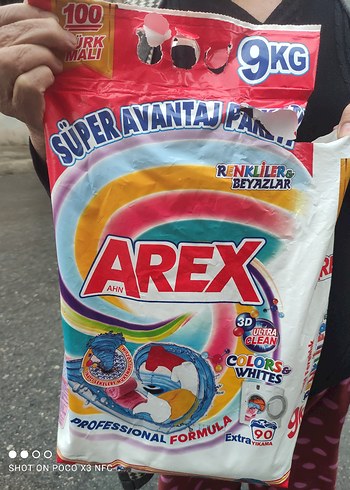 100
TÜRK
MALI
9KG
SÜPER AVANTAJ
RENKLİLER&
BEYAZLAR
AREX
AHN
3D
ULTRA
CLEAN
COLORS&
WHITES
PROFESSIONAL FORMULA
Extra 90
YIKAMA
SHOT ON POCO X3 NFC